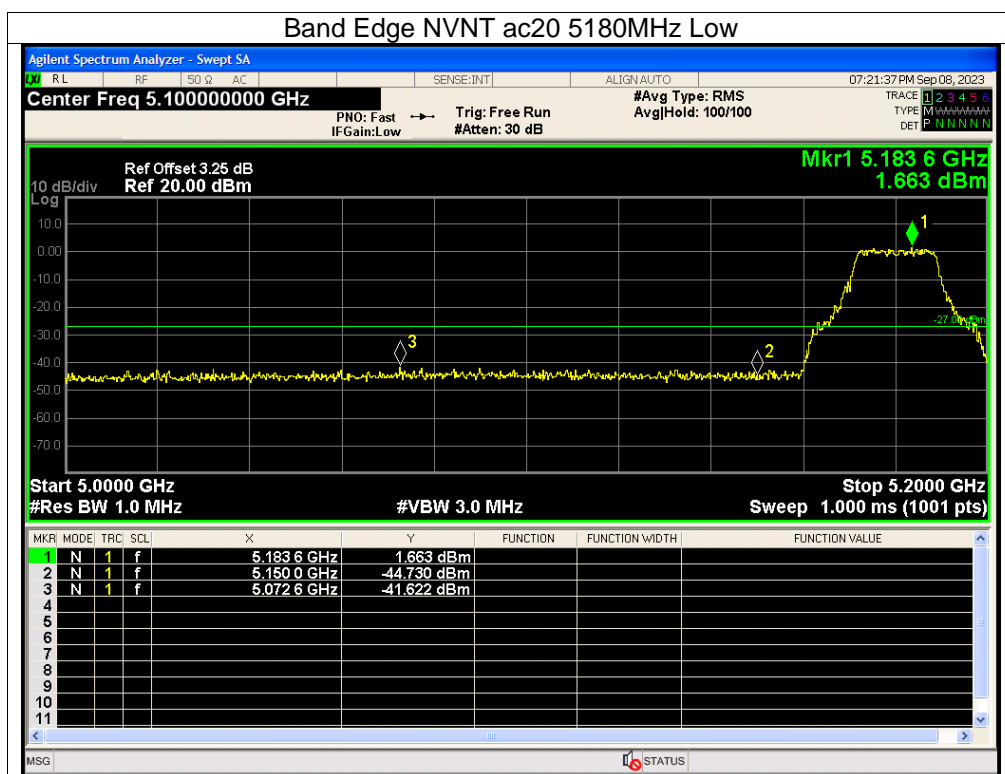 Band Edge NVNT ac20 5180MHz Low
Agilent Spectrum Analyzer - Swept SA
LXI RL RF 50 Ω AC SENSE:INT ALIGN AUTO 07:21:37 PM Sep 08, 2023
Center Freq 5.100000000 GHz #Avg Type: RMS TRACE 1 2 3 4 5 6
PNO: Fast Trig: Free Run Avg|Hold: 100/100 TYPE M WWWWW
IFGain:Low #Atten: 30 dB DET P N N N N N
Mkr1 5.183 6 GHz
1.663 dBm
Ref Offset 3.25 dB
10 dB/div Ref 20.00 dBm
Log
10.0
0.00
-10.0
-20.0
-30.0
-40.0
-50.0
-60.0
-70.0
1
-27.00 dBm
3
2
Start 5.0000 GHz Stop 5.2000 GHz
#Res BW 1.0 MHz #VBW 3.0 MHz Sweep 1.000 ms (1001 pts)
MKR MODE TRC SCL X Y FUNCTION FUNCTION WIDTH FUNCTION VALUE
1 N 1 f 5.183 6 GHz 1.663 dBm
2 N 1 f 5.150 0 GHz -44.730 dBm
3 N 1 f 5.072 6 GHz -41.622 dBm
4
5
6
7
8
9
10
11
MSG STATUS